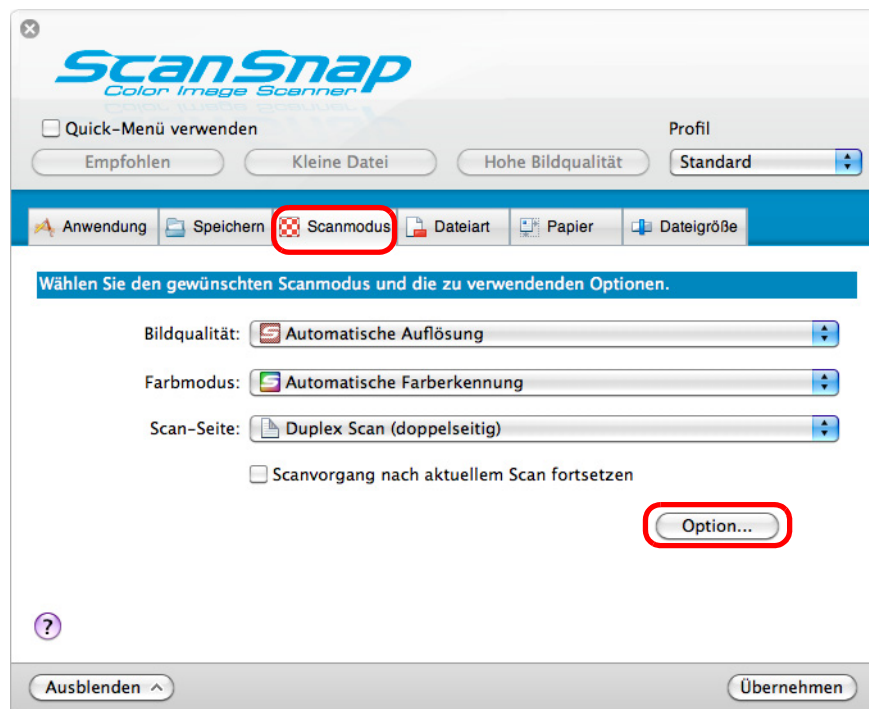 ScanSnap
Color Image Scanner
Quick-Menü verwenden
Profil
Empfohlen Kleine Datei Hohe Bildqualität Standard
Anwendung Speichern Scanmodus Dateiart Papier Dateigröße
Wählen Sie den gewünschten Scanmodus und die zu verwendenden Optionen.
Bildqualität: Automatische Auflösung
Farbmodus: Automatische Farberkennung
Scan-Seite: Duplex Scan (doppelseitig)
Scanvorgang nach aktuellem Scan fortsetzen
Option...
?
Ausblenden Übernehmen